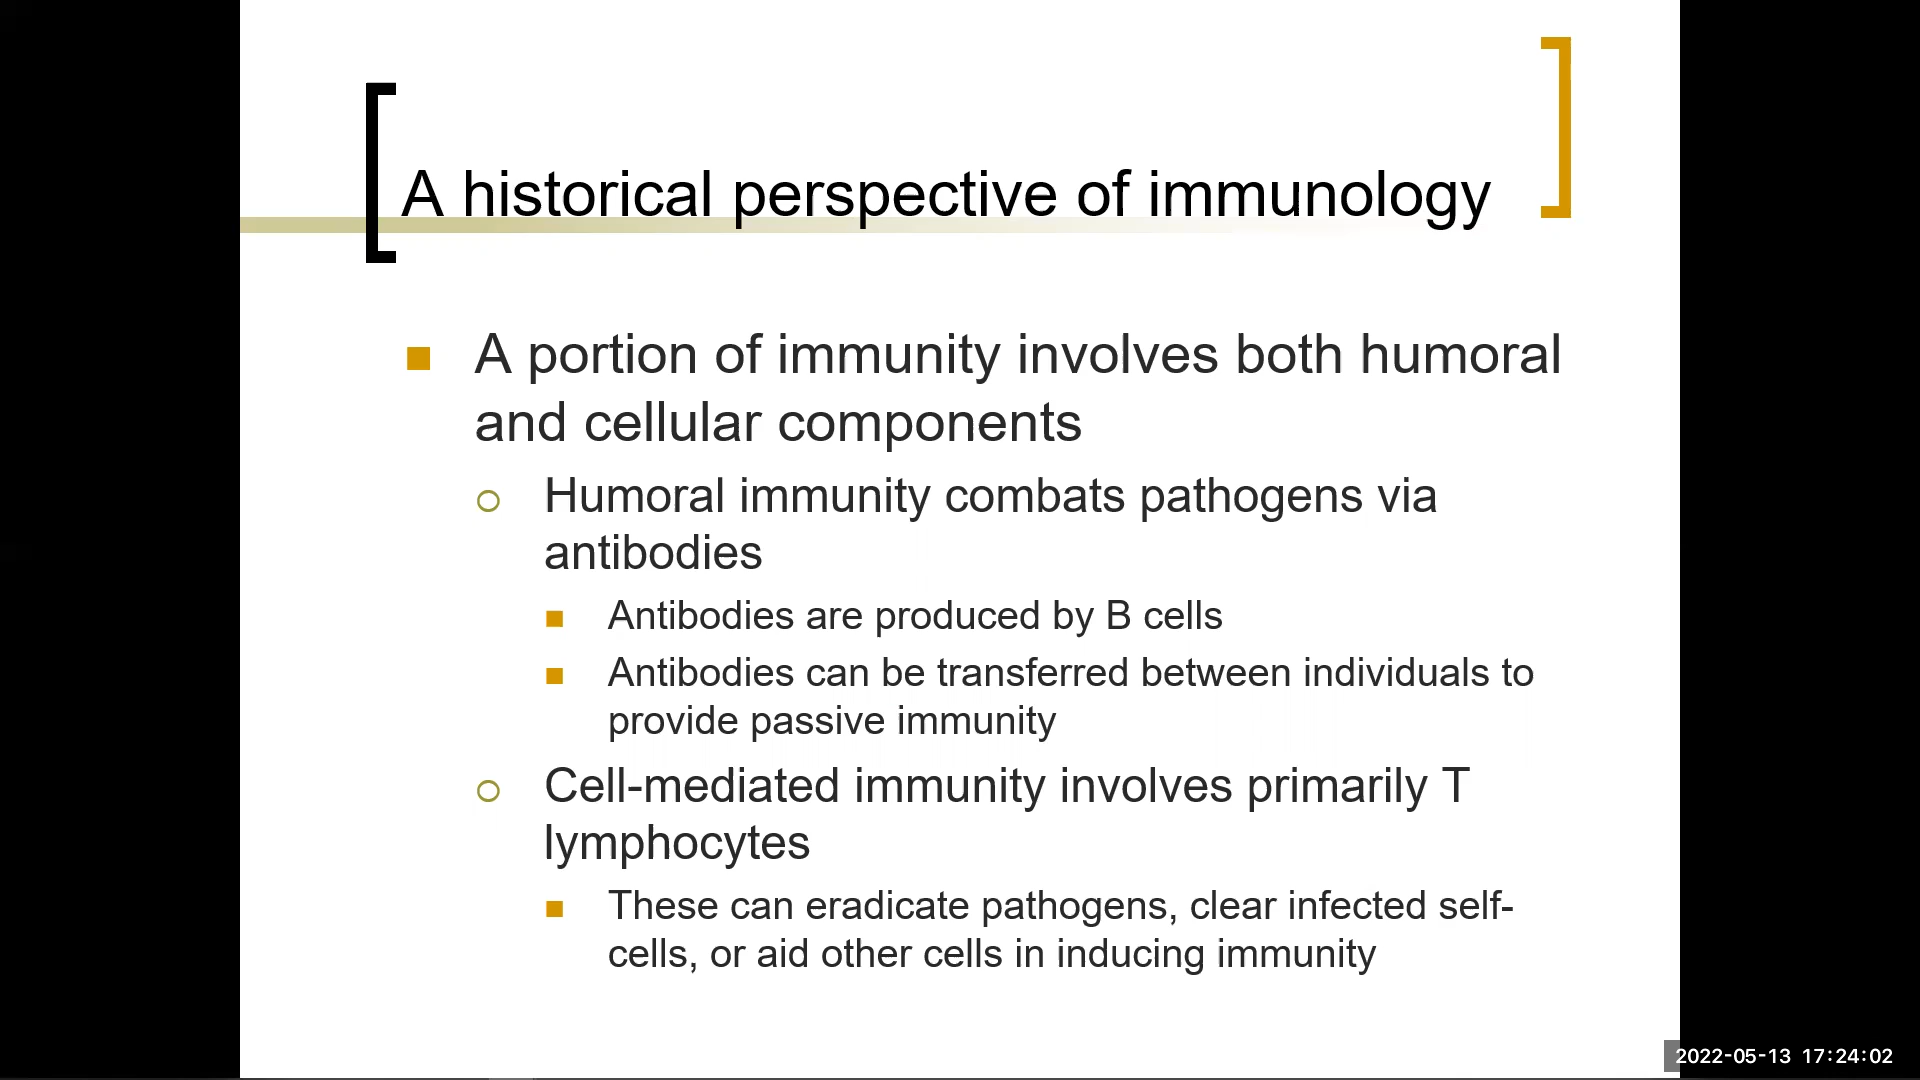 A historical perspective of immunology
A portion of immunity involves both humoral
and cellular components
Humoral immunity combats pathogens via
antibodies
Antibodies are produced by B cells
Antibodies can be transferred between individuals to
provide passive immunity
Cell-mediated immunity involves primarily T
lymphocytes
These can eradicate pathogens, clear infected self-
cells, or aid other cells in inducing immunity
2022-05-13 17:24:02